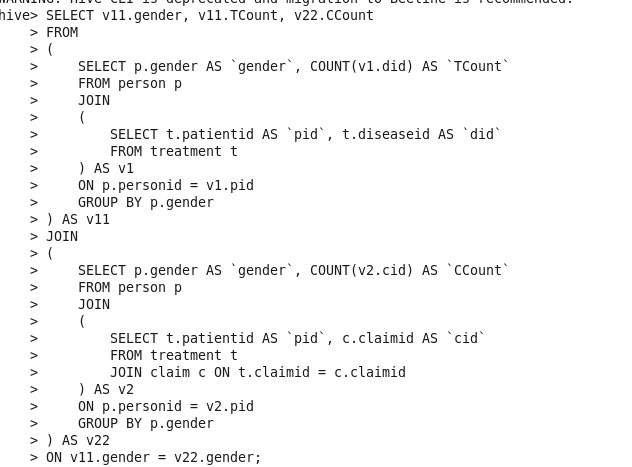 WARNING: Hive CLI is deprecated and migration to Beeline is recommended.
hive> SELECT v11.gender, v11.TCount, v22.CCount
    > FROM
    > (
    >     SELECT p.gender AS `gender`, COUNT(v1.did) AS `TCount`
    >     FROM person p
    >     JOIN
    >     (
    >         SELECT t.patientid AS `pid`, t.diseaseid AS `did`
    >         FROM treatment t
    >     ) AS v1
    >     ON p.personid = v1.pid
    >     GROUP BY p.gender
    > ) AS v11
    > JOIN
    > (
    >     SELECT p.gender AS `gender`, COUNT(v2.cid) AS `CCount`
    >     FROM person p
    >     JOIN
    >     (
    >         SELECT t.patientid AS `pid`, c.claimid AS `cid`
    >         FROM treatment t
    >         JOIN claim c ON t.claimid = c.claimid
    >     ) AS v2
    >     ON p.personid = v2.pid
    >     GROUP BY p.gender
    > ) AS v22
    > ON v11.gender = v22.gender;